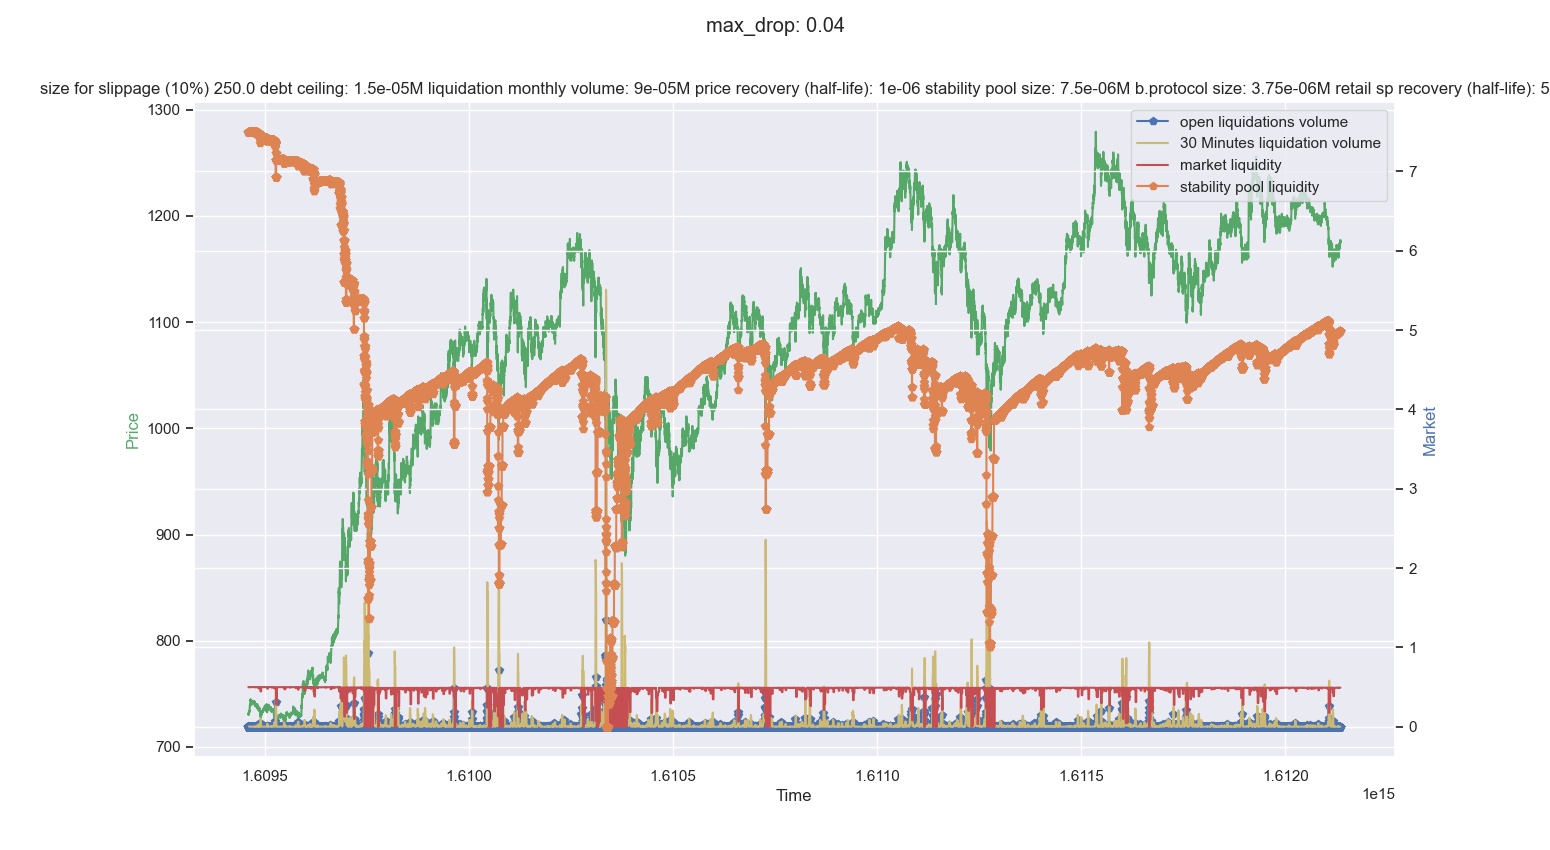 max_drop: 0.04
size for slippage (10%) 250.0 debt ceiling: 1.5e-05M liquidation monthly volume: 9e-05M price recovery (half-life): 1e-06 stability pool size: 7.5e-06M b.protocol size: 3.75e-06M retail sp recovery (half-life): 5
open liquidations volume
30 Minutes liquidation volume
market liquidity
stability pool liquidity
1300
1200
1100
1000
900
800
700
Price
7
6
5
4
3
2
1
0
Market
1.6095 1.6100 1.6105 1.6110 1.6115 1.6120
Time
1e15